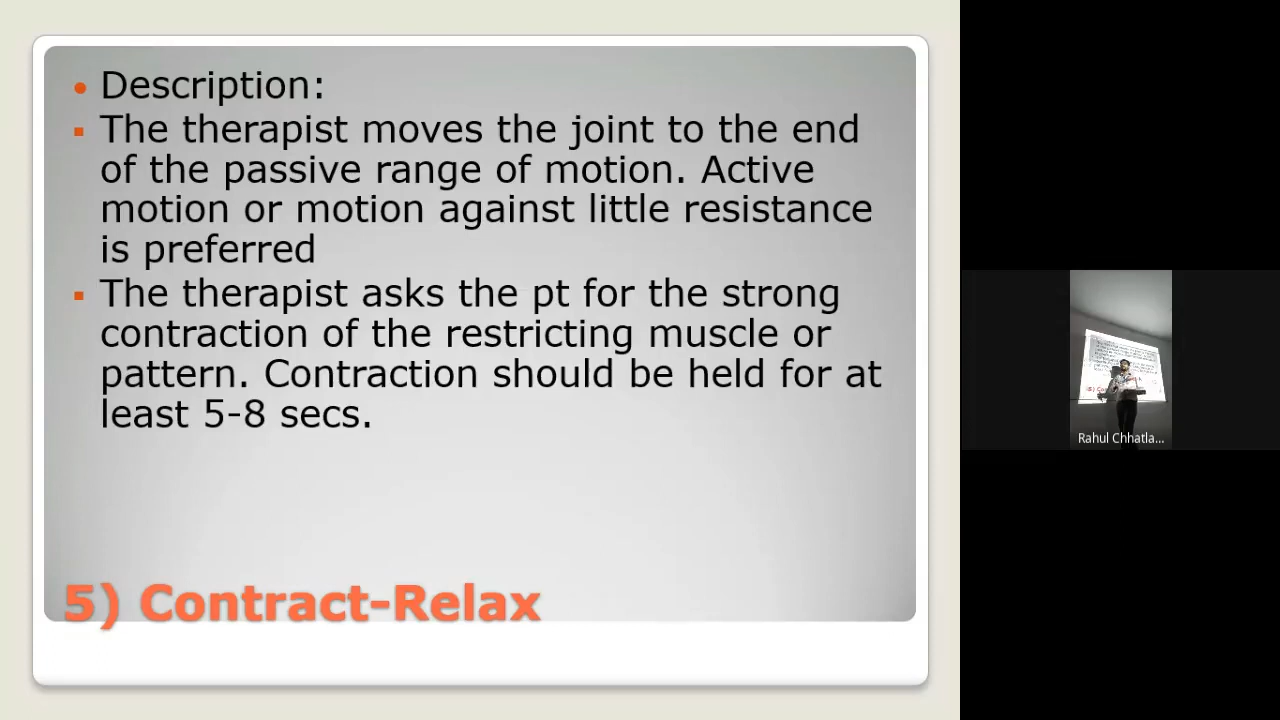 Description:
The therapist moves the joint to the end
of the passive range of motion. Active
motion or motion against little resistance
is preferred
The therapist asks the pt for the strong
contraction of the restricting muscle or
pattern. Contraction should be held for at
least 5-8 secs.
5) Contract-Relax
Rahul Chhatla...